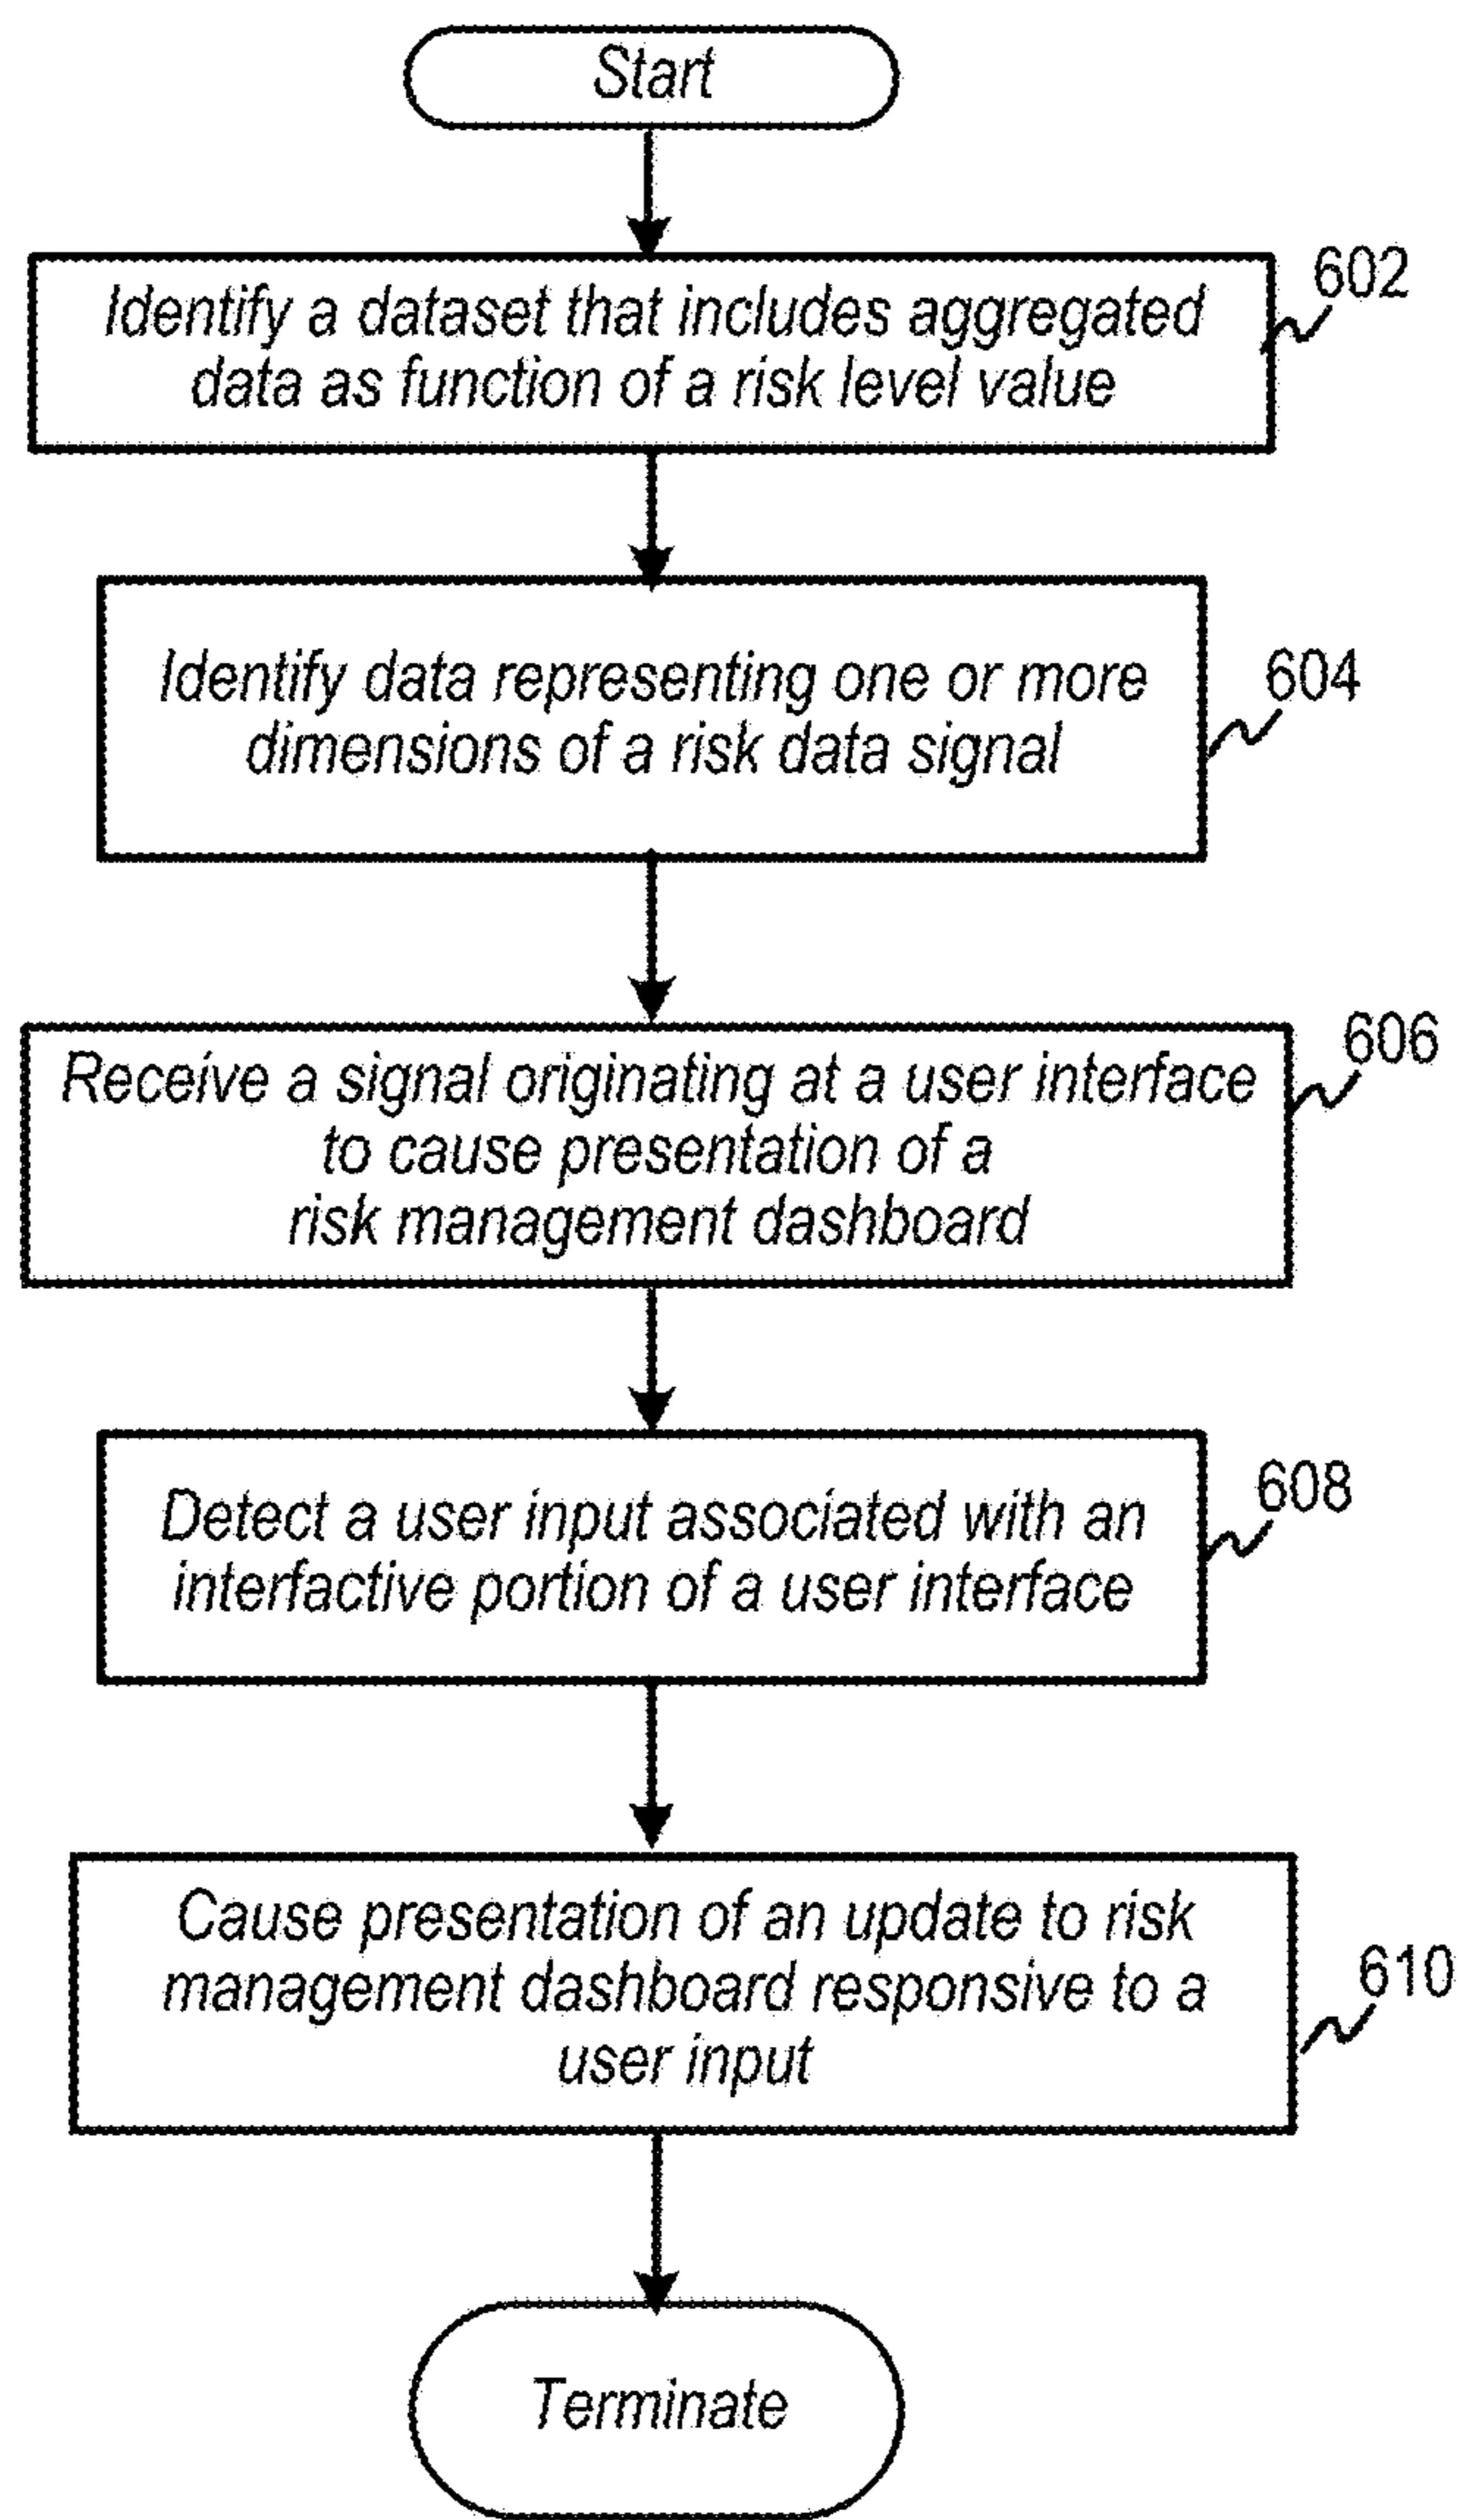 Start
Identify a dataset that includes aggregated
data as function of a risk level value
602
Identify data representing one or more
dimensions of a risk data signal
604
Receive a signal originating at a user interface
to cause presentation of a
risk management dashboard
606
Detect a user input associated with an
interfactive portion of a user interface
608
Cause presentation of an update to risk
management dashboard responsive to a
user input
610
Terminate